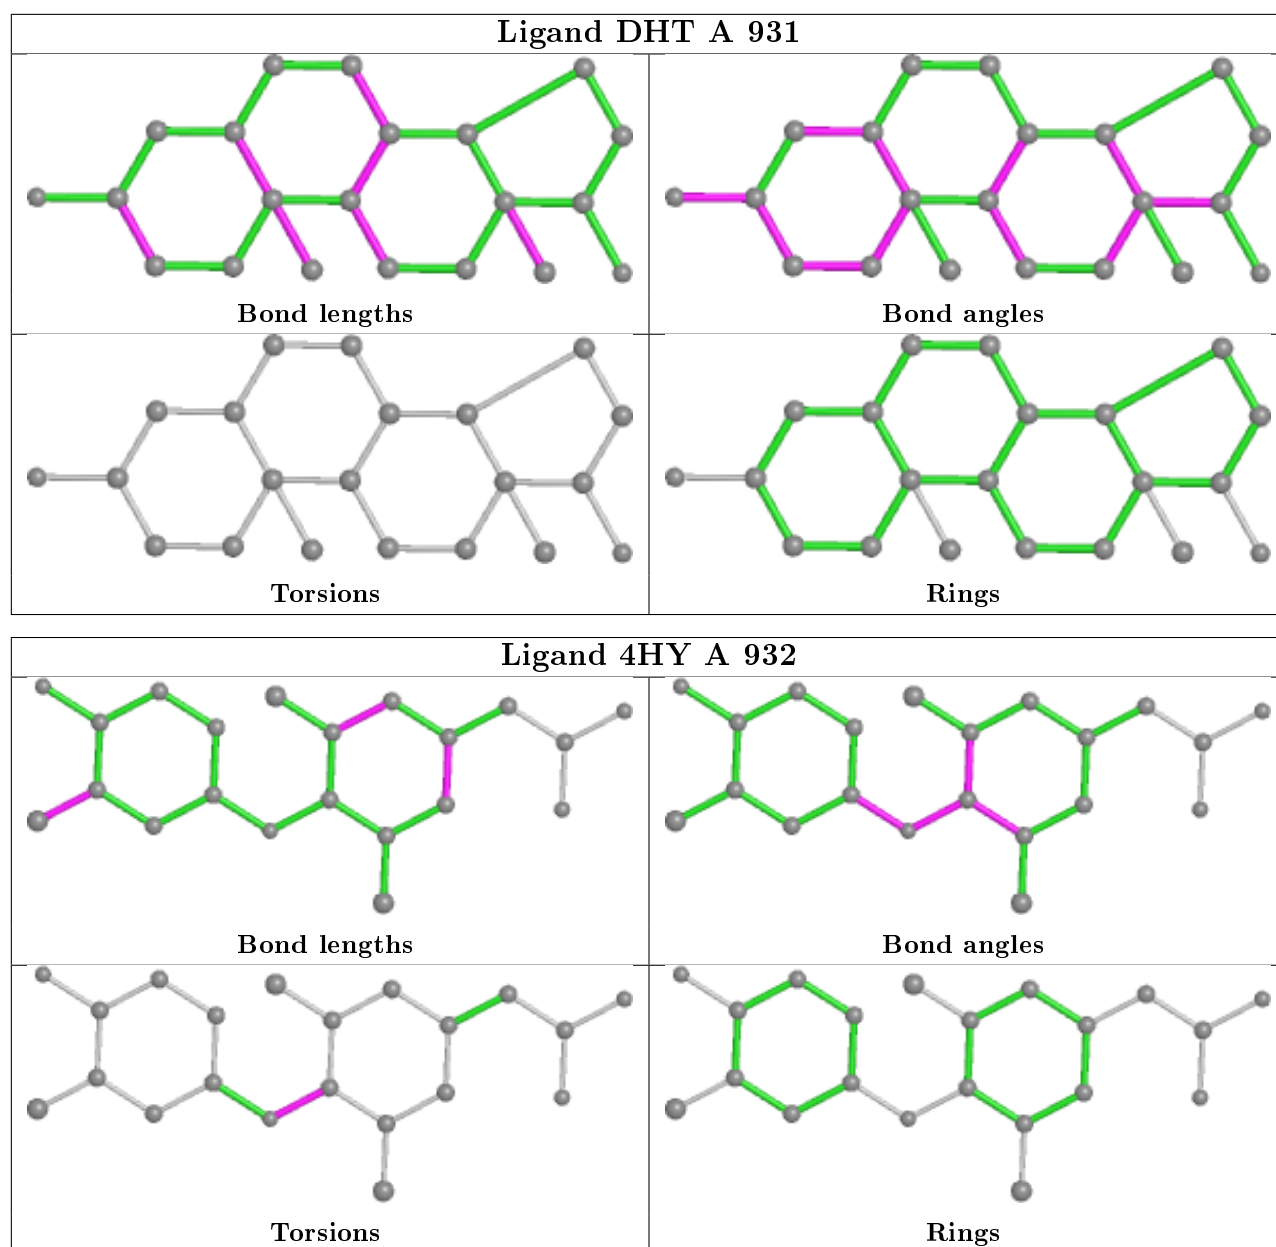 Ligand DHT A 931
Bond lengths
Bond angles
Torsions
Rings
Ligand 4HY A 932
Bond lengths
Bond angles
Torsions
Rings